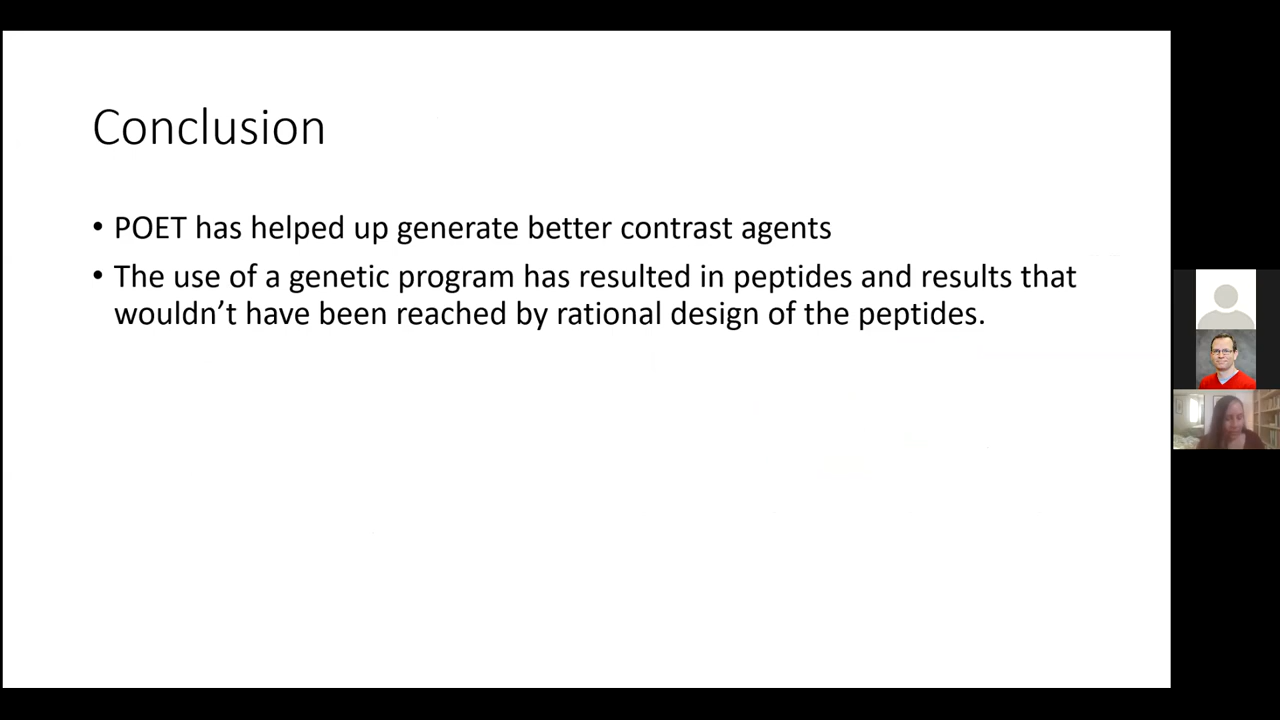 Conclusion
• POET has helped up generate better contrast agents
• The use of a genetic program has resulted in peptides and results that
wouldn’t have been reached by rational design of the peptides.